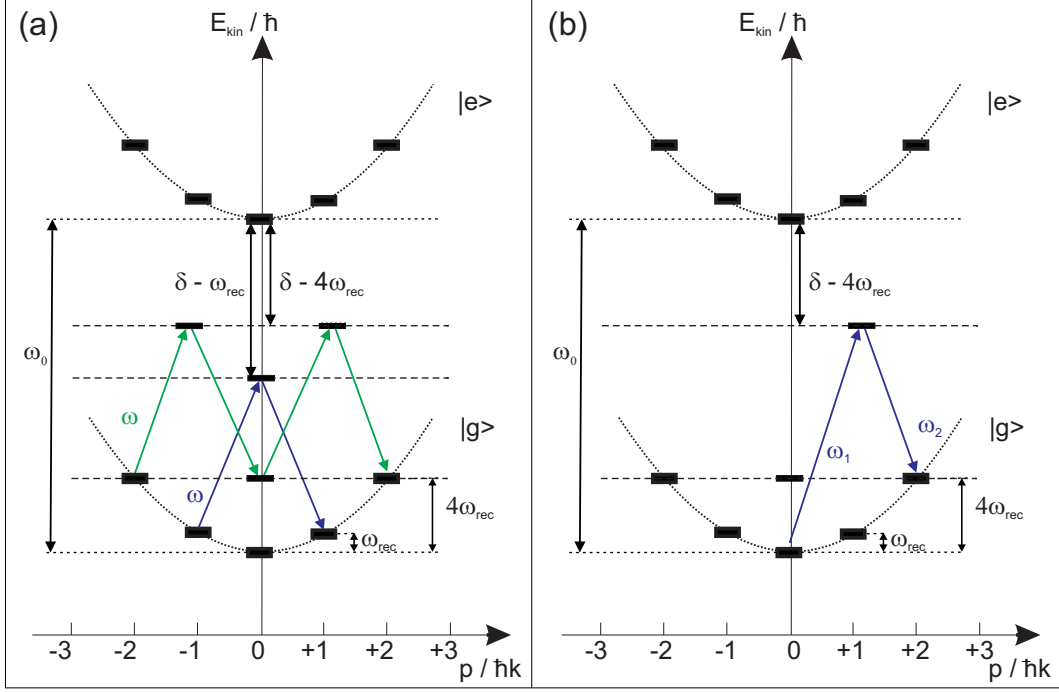 (a)
E_kin / ħ
|e>
δ - ω_rec
δ - 4ω_rec
ω_0
ω
ω
|g>
4ω_rec
ω_rec
-3 -2 -1 0 +1 +2 +3
p / ħk
(b)
E_kin / ħ
|e>
δ - 4ω_rec
ω_0
ω_1
ω_2
|g>
4ω_rec
ω_rec
-3 -2 -1 0 +1 +2 +3
p / ħk